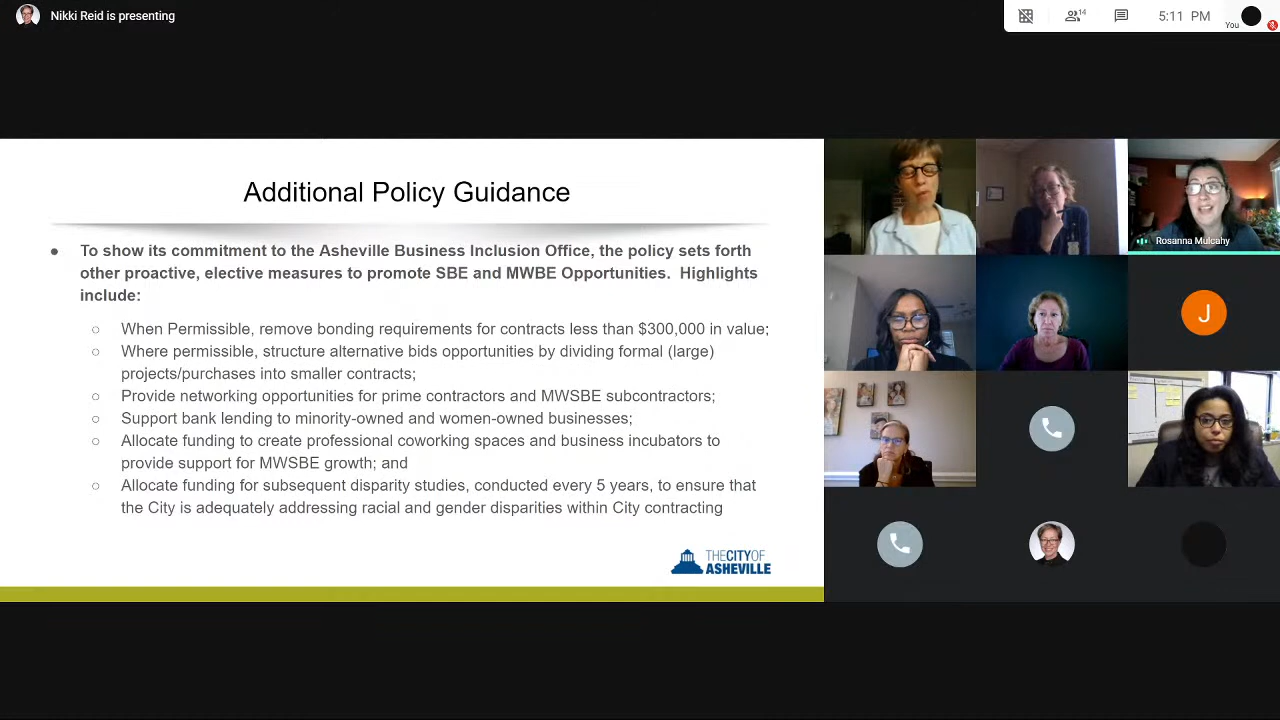 Nikki Reid is presenting
14
5:11 PM
You
Additional Policy Guidance
● To show its commitment to the Asheville Business Inclusion Office, the policy sets forth
other proactive, elective measures to promote SBE and MWBE Opportunities. Highlights
include:
○ When Permissible, remove bonding requirements for contracts less than $300,000 in value;
○ Where permissible, structure alternative bids opportunities by dividing formal (large)
projects/purchases into smaller contracts;
○ Provide networking opportunities for prime contractors and MWSBE subcontractors;
○ Support bank lending to minority-owned and women-owned businesses;
○ Allocate funding to create professional coworking spaces and business incubators to
provide support for MWSBE growth; and
○ Allocate funding for subsequent disparity studies, conducted every 5 years, to ensure that
the City is adequately addressing racial and gender disparities within City contracting
THE CITY OF
ASHEVILLE
Rosanna Mulcahy
J